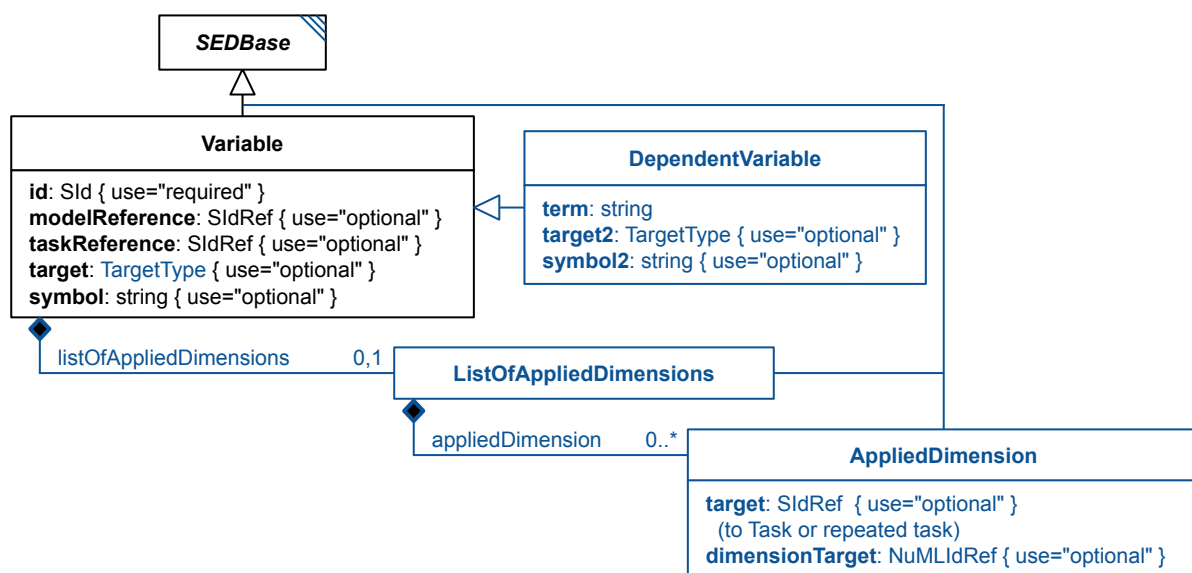 SEDBase
Variable
id: SId { use="required" }
modelReference: SIdRef { use="optional" }
taskReference: SIdRef { use="optional" }
target: TargetType { use="optional" }
symbol: string { use="optional" }
DependentVariable
term: string
target2: TargetType { use="optional" }
symbol2: string { use="optional" }
listOfAppliedDimensions 0,1
ListOfAppliedDimensions
appliedDimension 0..*
AppliedDimension
target: SIdRef { use="optional" }
(to Task or repeated task)
dimensionTarget: NuMLIdRef { use="optional" }